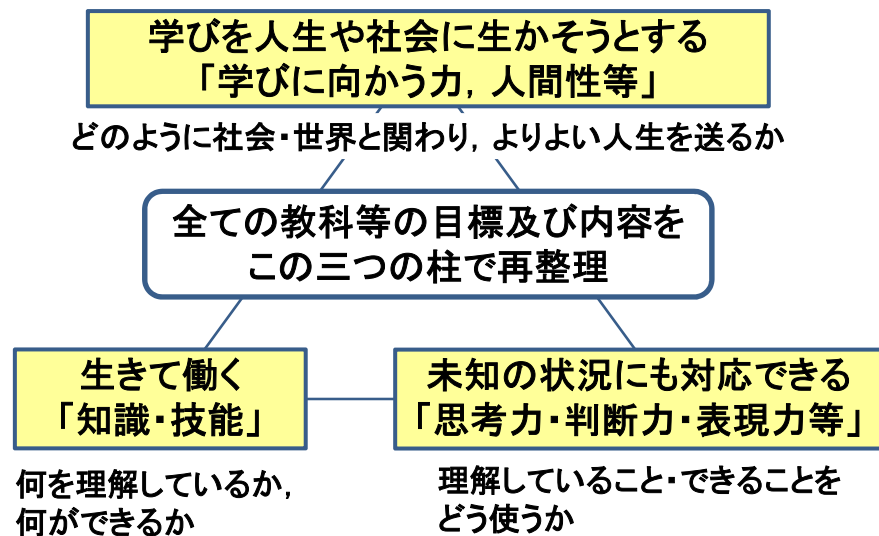 学びを人生や社会に生かそうとする
「学びに向かう力，人間性等」
どのように社会・世界と関わり，よりよい人生を送るか
全ての教科等の目標及び内容を
この三つの柱で再整理
生きて働く
「知識・技能」
何を理解しているか，
何ができるか
未知の状況にも対応できる
「思考力・判断力・表現力等」
理解していること・できることを
どう使うか